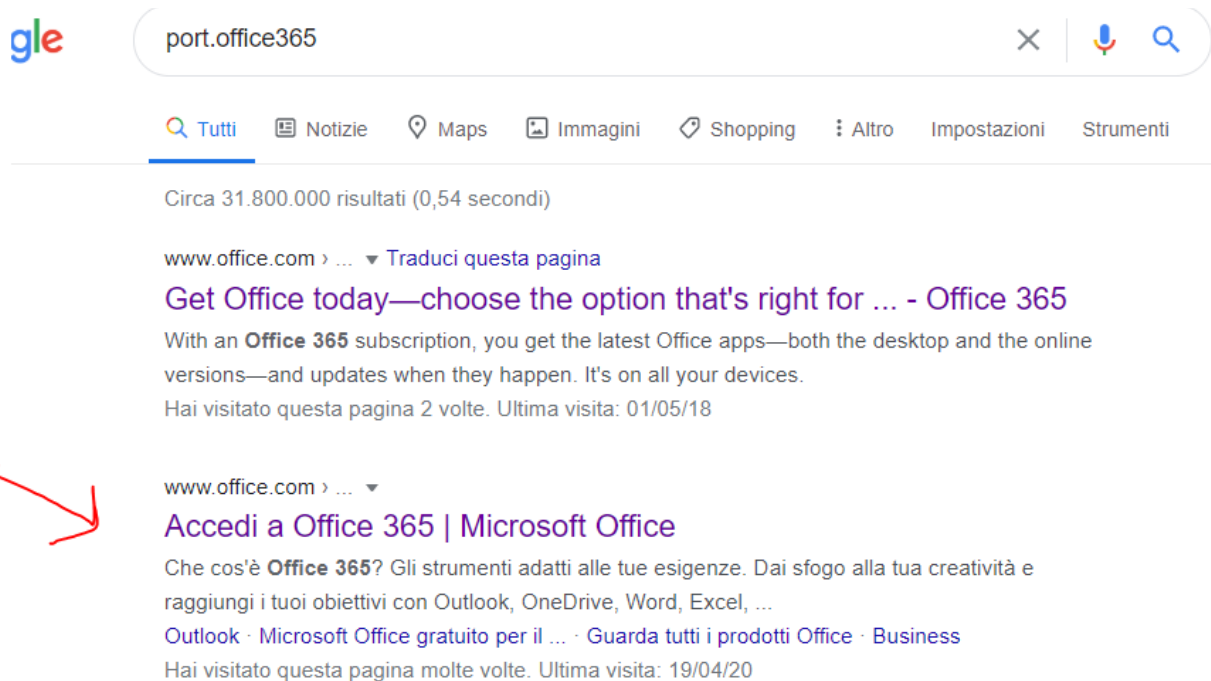 gle
port.office365
Tutti Notizie Maps Immagini Shopping Altro Impostazioni Strumenti
Circa 31.800.000 risultati (0,54 secondi)
www.office.com › ... Traduci questa pagina
Get Office today—choose the option that's right for ... - Office 365
With an Office 365 subscription, you get the latest Office apps—both the desktop and the online
versions—and updates when they happen. It's on all your devices.
Hai visitato questa pagina 2 volte. Ultima visita: 01/05/18
www.office.com › ...
Accedi a Office 365 | Microsoft Office
Che cos'è Office 365? Gli strumenti adatti alle tue esigenze. Dai sfogo alla tua creatività e
raggiungi i tuoi obiettivi con Outlook, OneDrive, Word, Excel, ...
Outlook · Microsoft Office gratuito per il ... · Guarda tutti i prodotti Office · Business
Hai visitato questa pagina molte volte. Ultima visita: 19/04/20